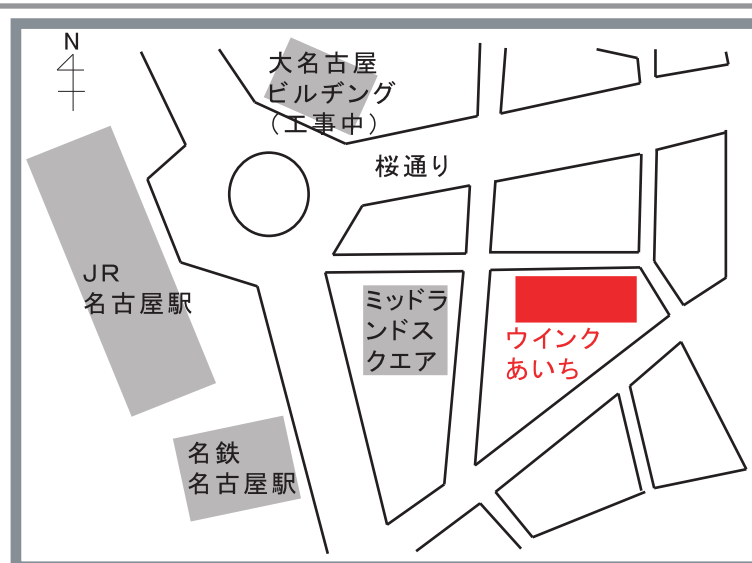 N
大名古屋
ビルヂング
（工事中）
桜通り
JR
名古屋駅
ミッドラ
ンドス
クエア
ウインク
あいち
名鉄
名古屋駅